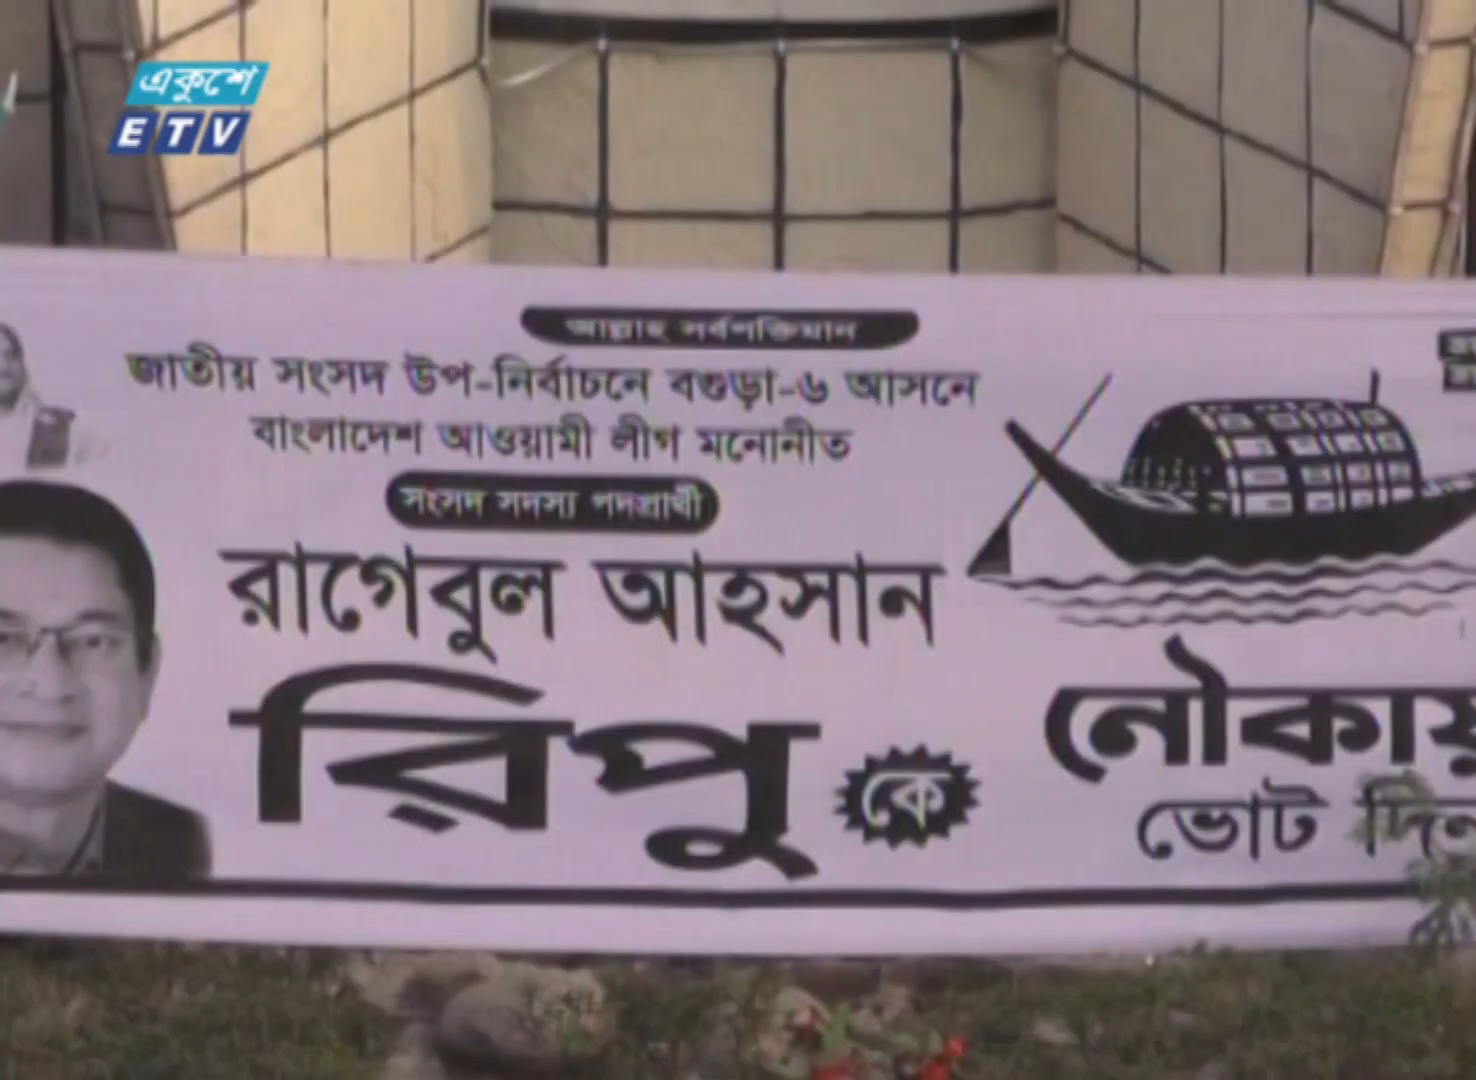 একুশে
ETV
আল্লাহ সর্বশক্তিমান
জাতীয় সংসদ উপ-নির্বাচনে বগুড়া-৬ আসনে
বাংলাদেশ আওয়ামী লীগ মনোনীত
সংসদ সদস্য পদপ্রার্থী
রাগেবুল আহসান
রিপু কে
নৌকায়
ভোট দিন